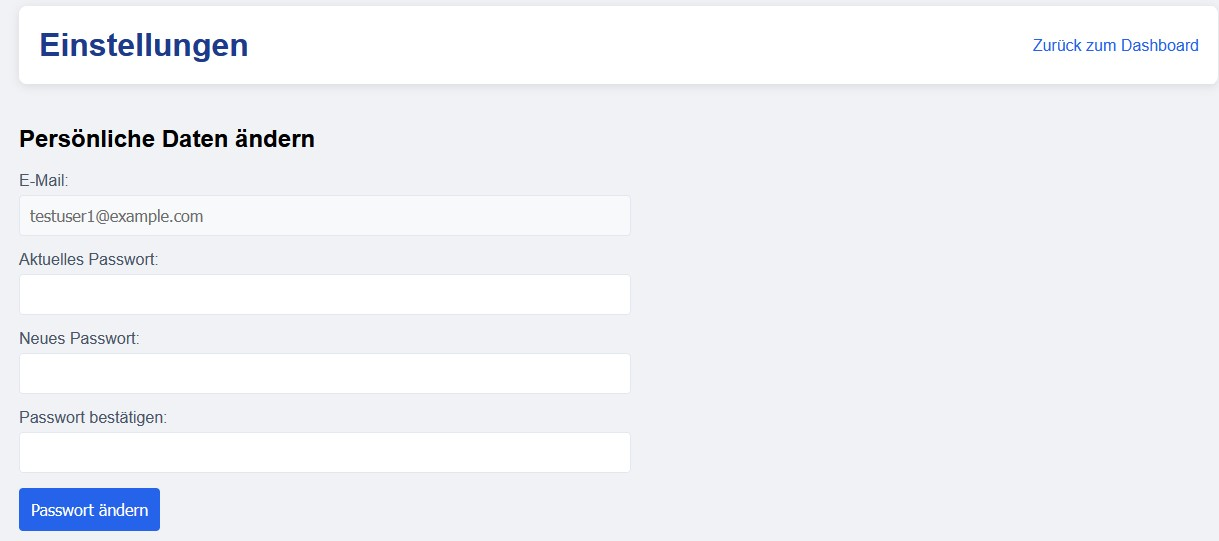 Einstellungen
Zurück zum Dashboard
Persönliche Daten ändern
E-Mail:
testuser1@example.com
Aktuelles Passwort:
Neues Passwort:
Passwort bestätigen:
Passwort ändern